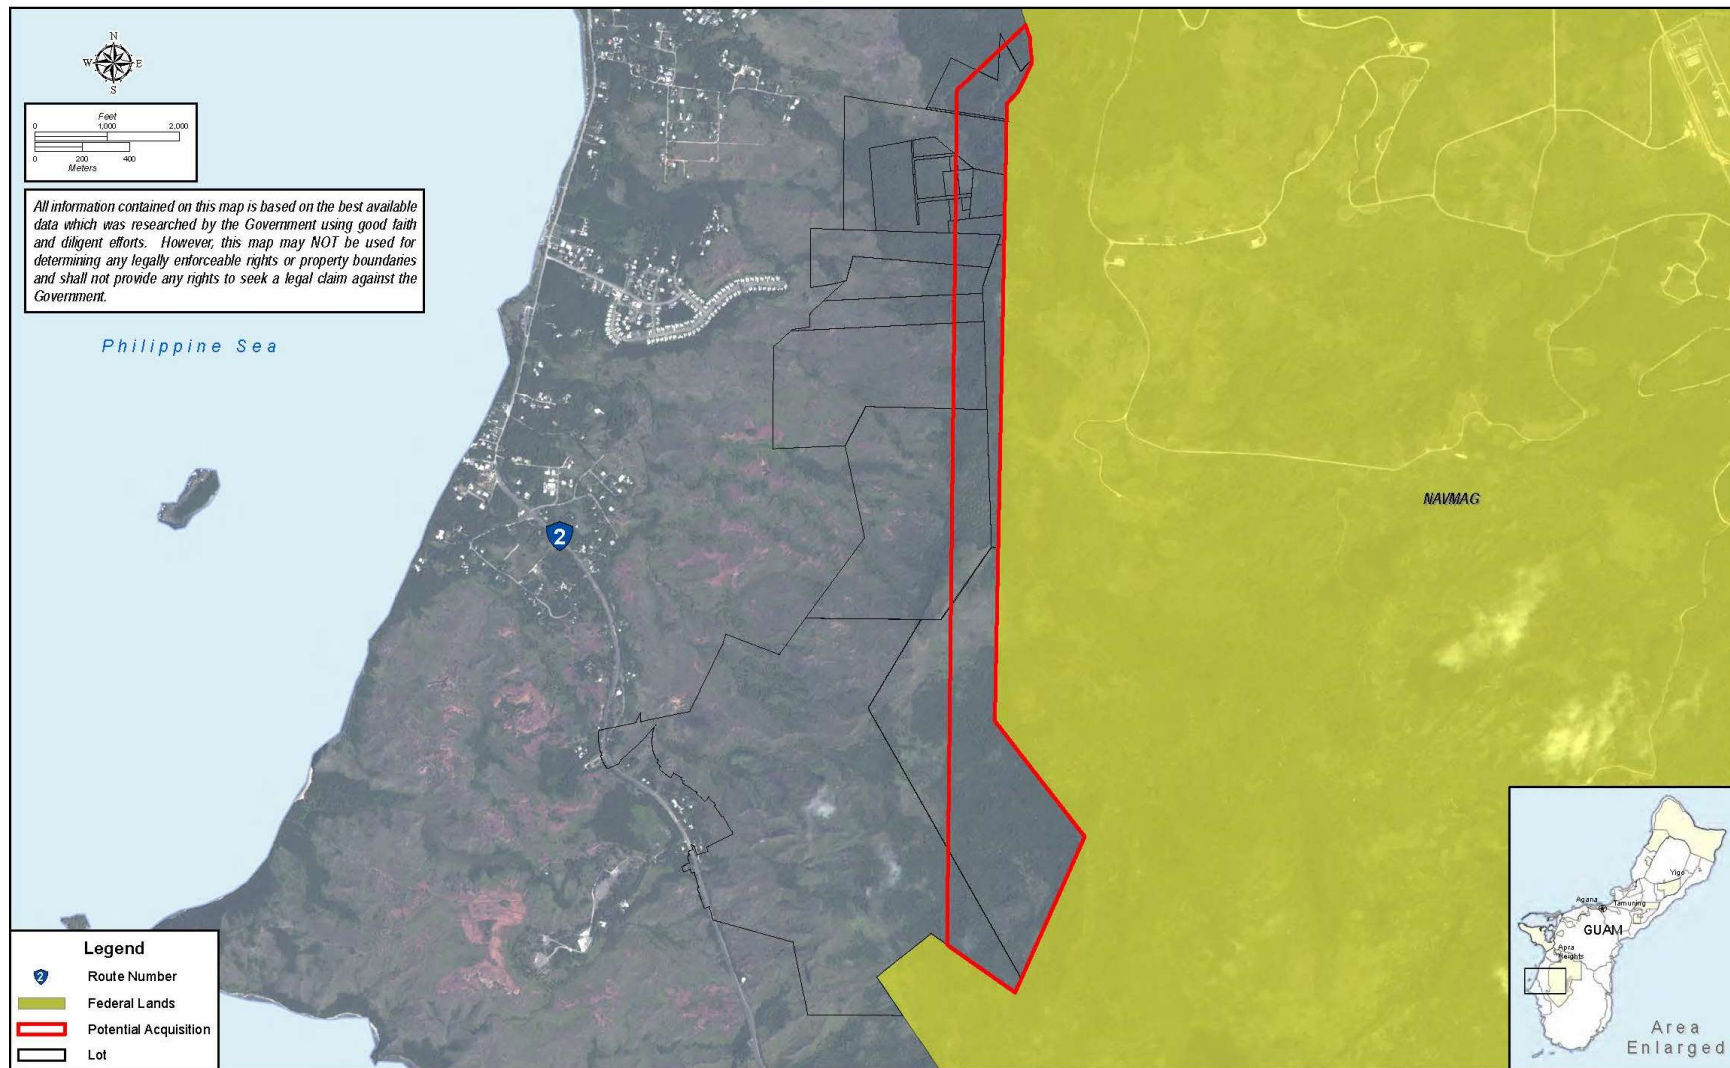 N
W E
S
Feet
0 1,000 2,000
0 200 400
Meters
All information contained on this map is based on the best available
data which was researched by the Government using good faith
and diligent efforts. However, this map may NOT be used for
determining any legally enforceable rights or property boundaries
and shall not provide any rights to seek a legal claim against the
Government.
Philippine Sea
NAVMAG
2
Legend
2 Route Number
Federal Lands
Potential Acquisition
Lot
Yigo
Agana Tamuning
GUAM
Apra
Heights
Area
Enlarged